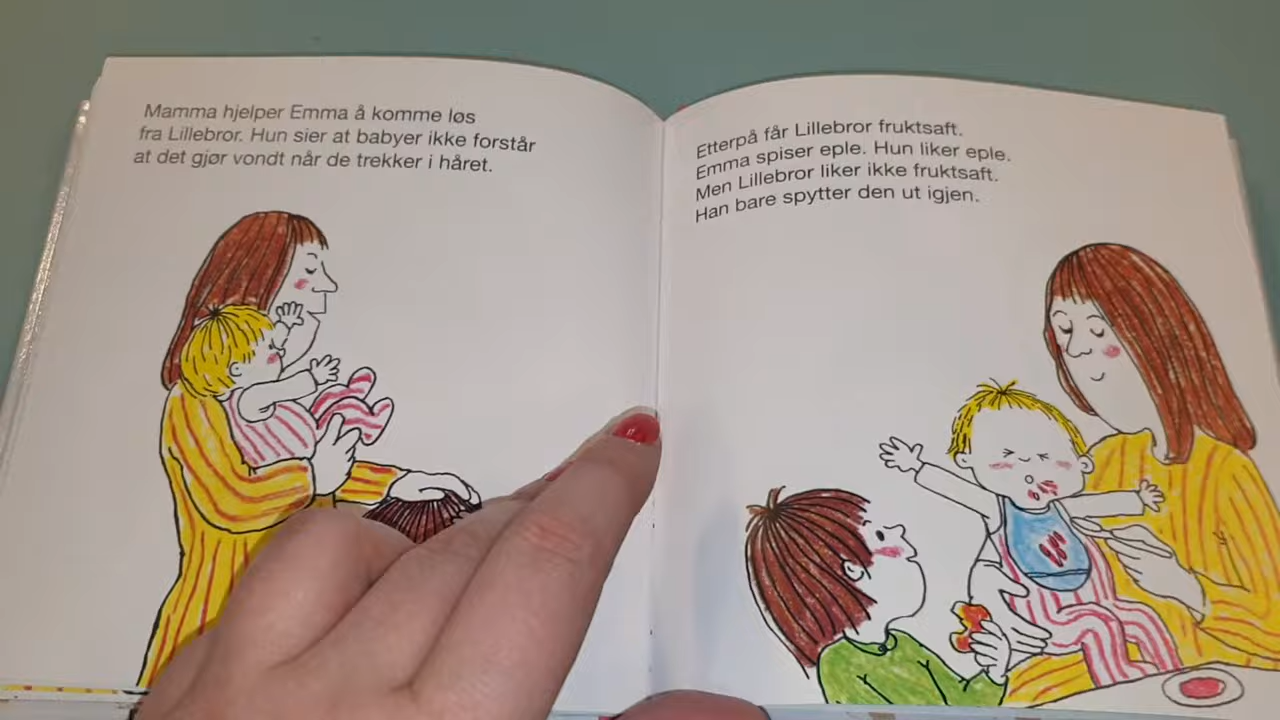 Mamma hjelper Emma å komme løs
fra Lillebror. Hun sier at babyer ikke forstår
at det gjør vondt når de trekker i håret.
Etterpå får Lillebror fruktsaft.
Emma spiser eple. Hun liker eple.
Men Lillebror liker ikke fruktsaft.
Han bare spytter den ut igjen.